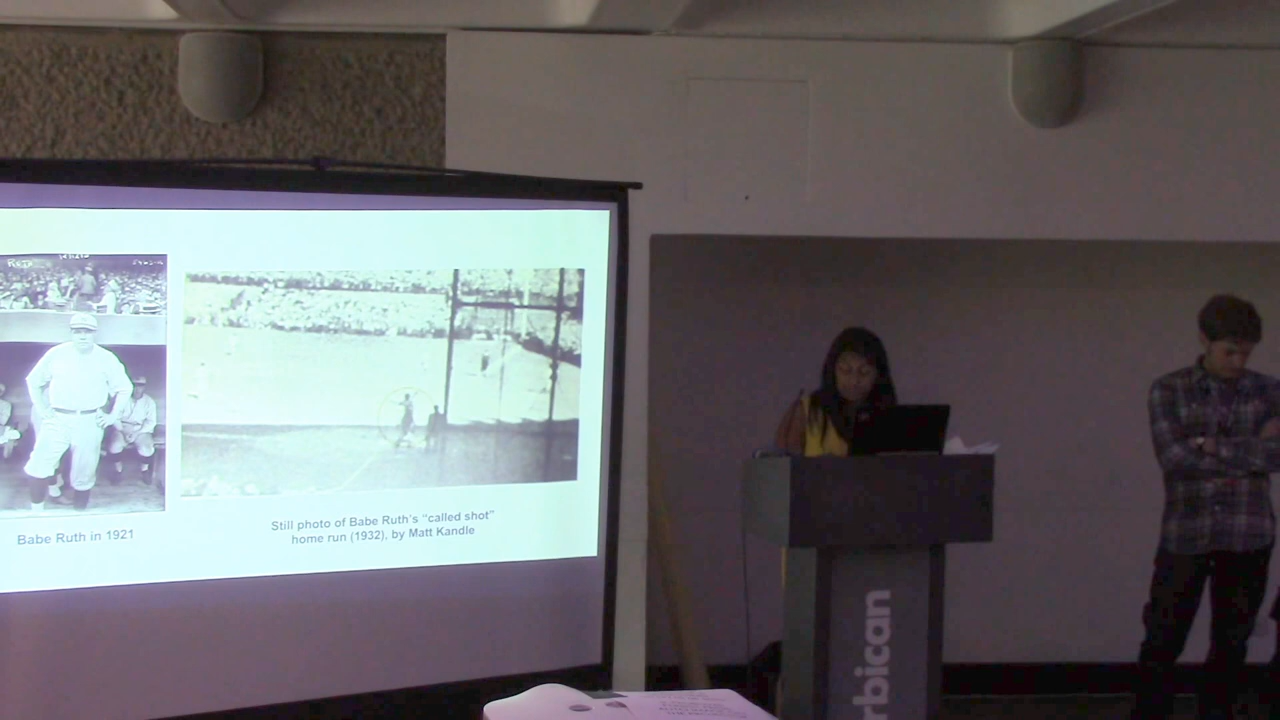 Babe Ruth in 1921
Still photo of Babe Ruth's “called shot”
home run (1932), by Matt Kandle
rbican